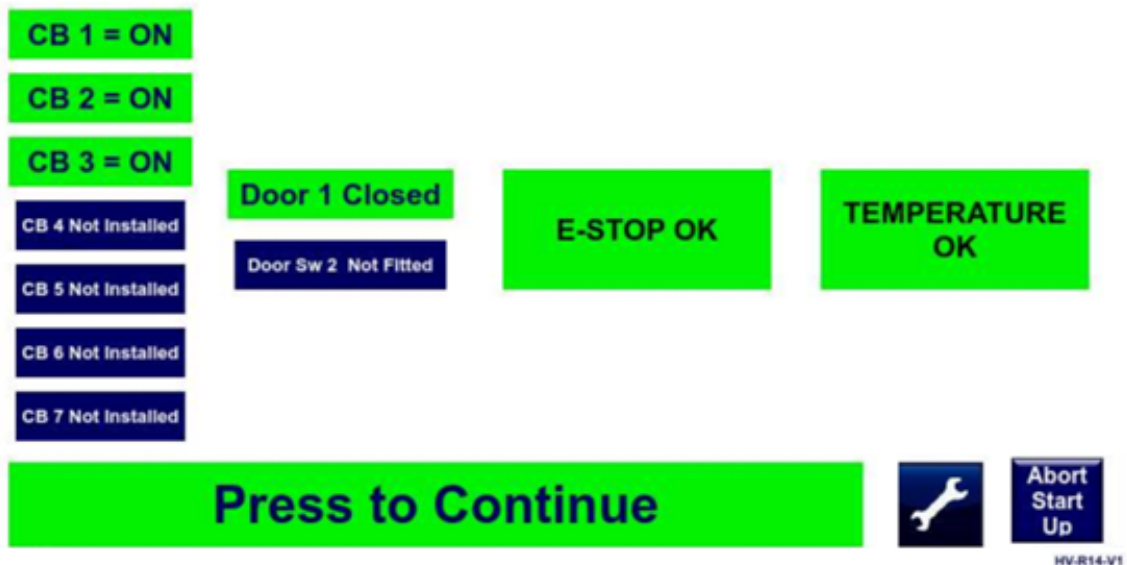 CB 1 = ON
CB 2 = ON
CB 3 = ON
CB 4 Not Installed
CB 5 Not Installed
CB 6 Not Installed
CB 7 Not Installed
Door 1 Closed
Door Sw 2 Not Fitted
E-STOP OK
TEMPERATURE
OK
Press to Continue
Abort
Start
Up
HV-R14-V1